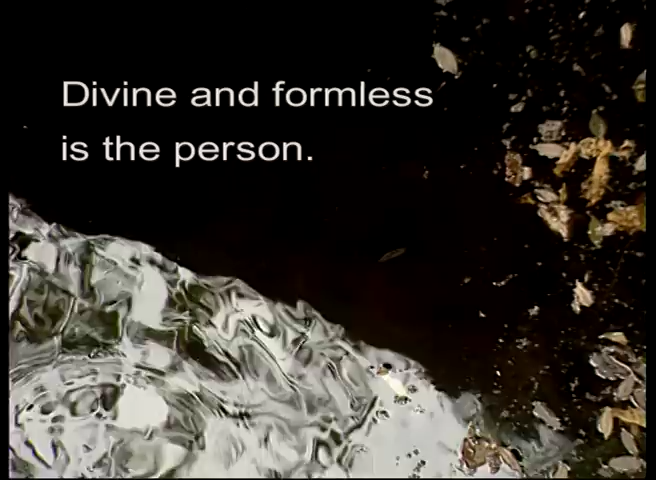 Divine and formless
is the person.